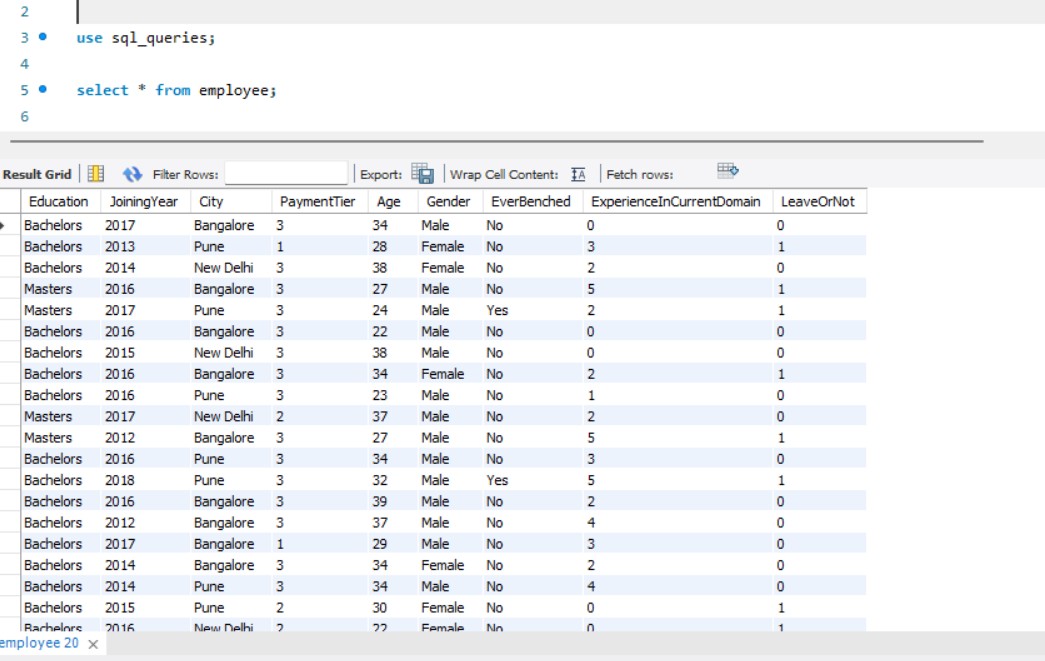 2
3 use sql_queries;
4
5 select * from employee;
6
Result Grid Filter Rows: Export: Wrap Cell Content: IA Fetch rows:
Education JoiningYear City PaymentTier Age Gender EverBenched ExperienceInCurrentDomain LeaveOrNot
Bachelors 2017 Bangalore 3 34 Male No 0 0
Bachelors 2013 Pune 1 28 Female No 3 1
Bachelors 2014 New Delhi 3 38 Female No 2 0
Masters 2016 Bangalore 3 27 Male No 5 1
Masters 2017 Pune 3 24 Male Yes 2 1
Bachelors 2016 Bangalore 3 22 Male No 0 0
Bachelors 2015 New Delhi 3 38 Male No 0 0
Bachelors 2016 Bangalore 3 34 Female No 2 1
Bachelors 2016 Pune 3 23 Male No 1 0
Masters 2017 New Delhi 2 37 Male No 2 0
Masters 2012 Bangalore 3 27 Male No 5 1
Bachelors 2016 Pune 3 34 Male No 3 0
Bachelors 2018 Pune 3 32 Male Yes 5 1
Bachelors 2016 Bangalore 3 39 Male No 2 0
Bachelors 2012 Bangalore 3 37 Male No 4 0
Bachelors 2017 Bangalore 1 29 Male No 3 0
Bachelors 2014 Bangalore 3 34 Female No 2 0
Bachelors 2014 Pune 3 34 Male No 4 0
Bachelors 2015 Pune 2 30 Female No 0 1
Bachelors 2016 New Delhi 2 22 Female No 0 1
employee 20